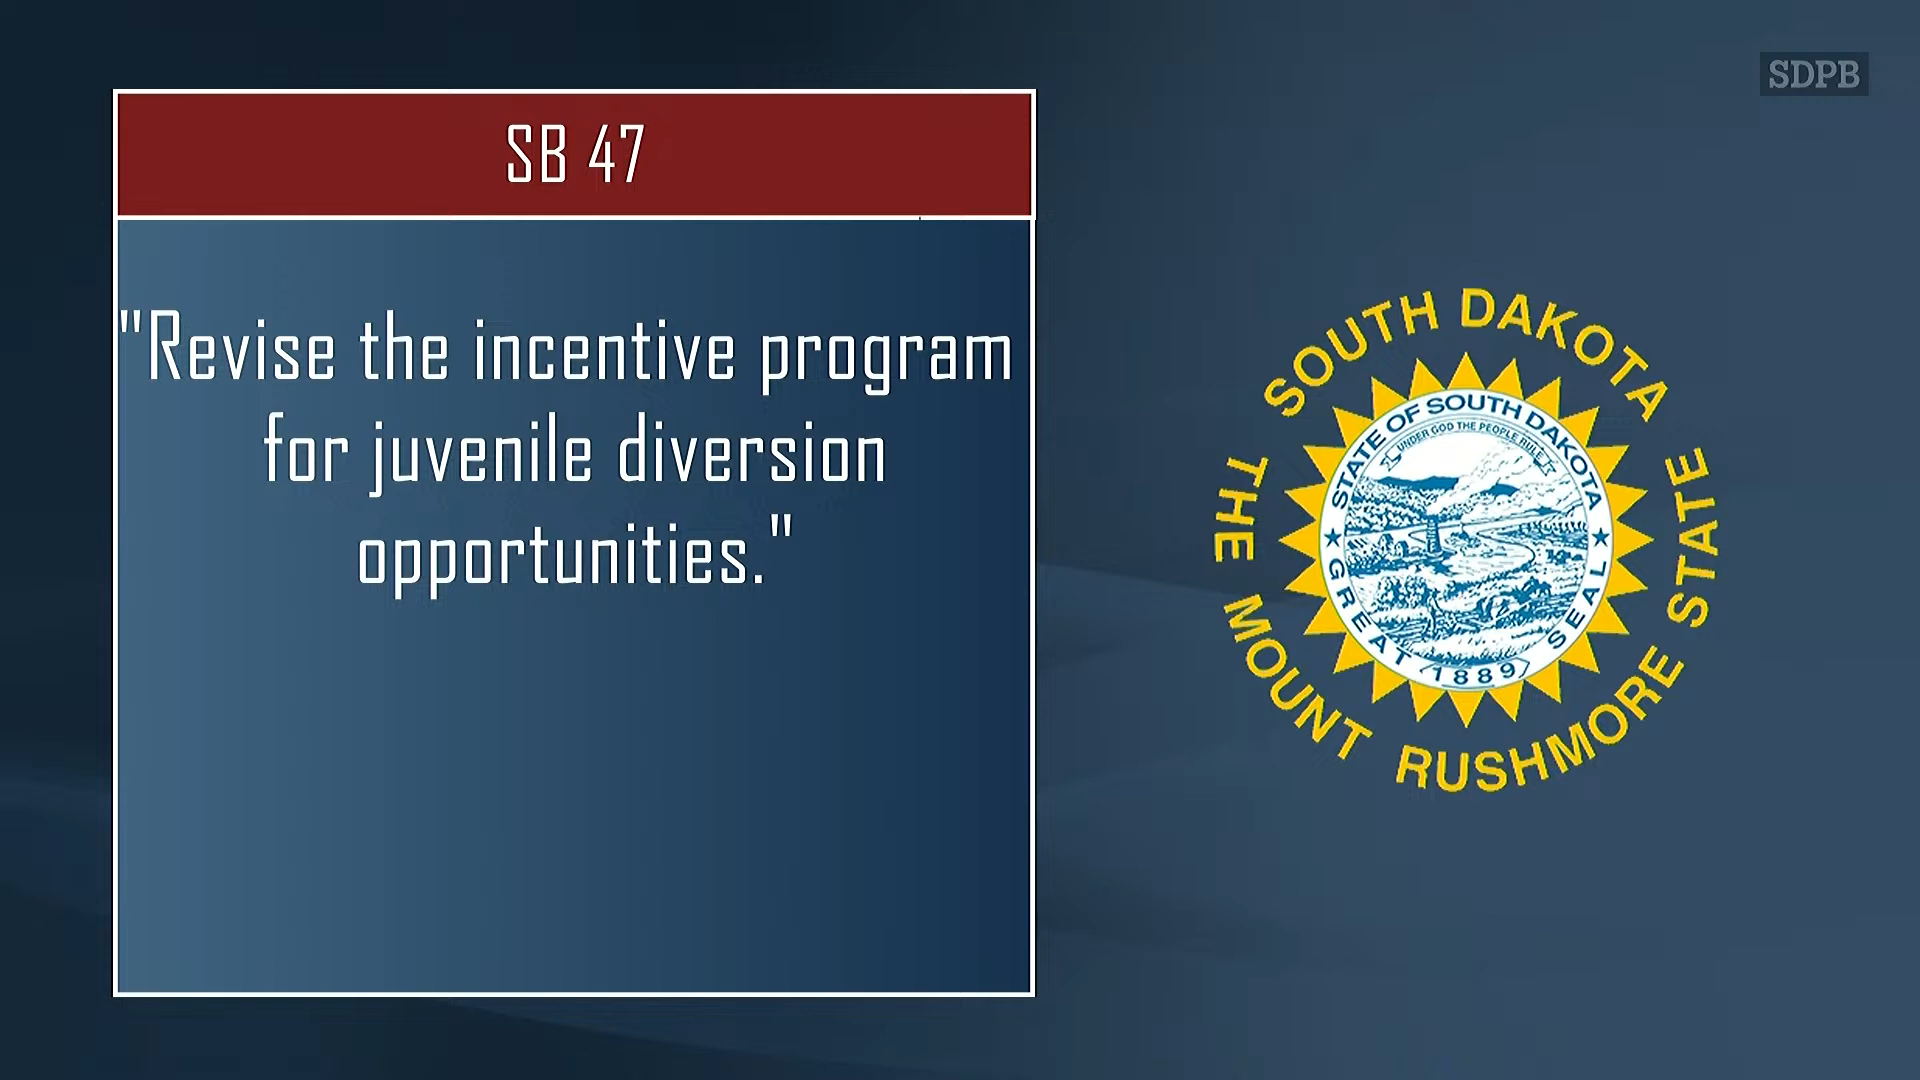 SDPB
SB 47
"Revise the incentive program
for juvenile diversion
opportunities."
SOUTH DAKOTA
THE MOUNT RUSHMORE STATE
STATE OF SOUTH DAKOTA
UNDER GOD THE PEOPLE RULE
GREAT SEAL
1889